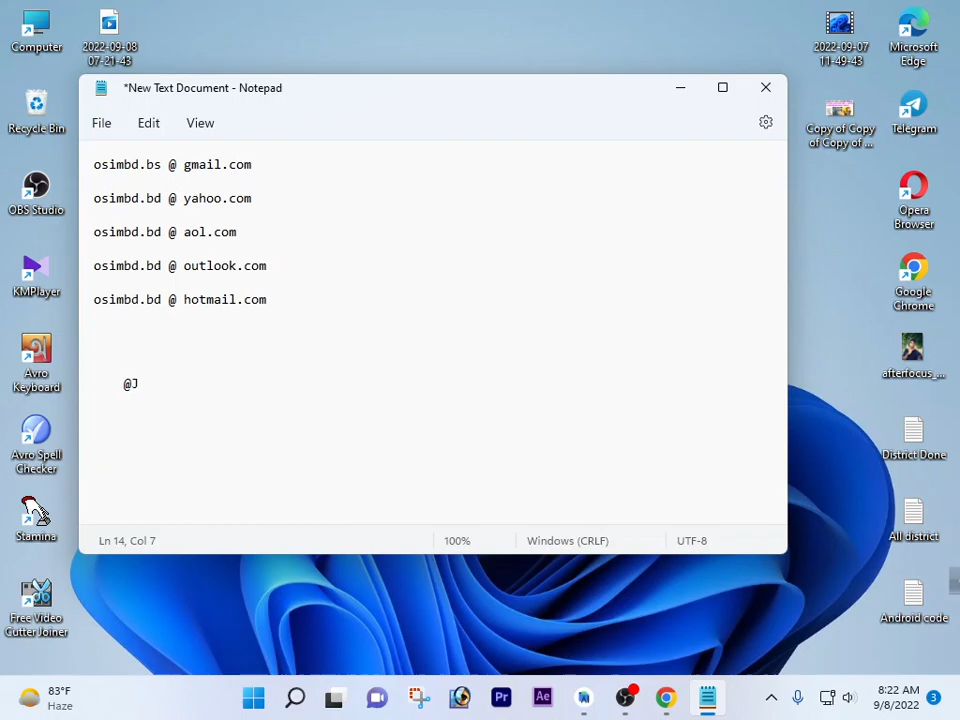 Computer
2022-09-08
07-21-43
2022-09-07
11-49-43
Microsoft
Edge
*New Text Document - Notepad
File Edit View
Recycle Bin
Copy of Copy
of Copy of ...
Telegram
osimbd.bs @ gmail.com
osimbd.bd @ yahoo.com
osimbd.bd @ aol.com
osimbd.bd @ outlook.com
osimbd.bd @ hotmail.com
@J
OBS Studio
Opera
Browser
KMPlayer
Google
Chrome
Avro
Keyboard
afterfocus_...
Avro Spell
Checker
District Done
Stamina
All district
Ln 14, Col 7
100%
Windows (CRLF)
UTF-8
Free Video
Cutter Joiner
Android code
83°F
Haze
Pr
Ae
8:22 AM
9/8/2022
3